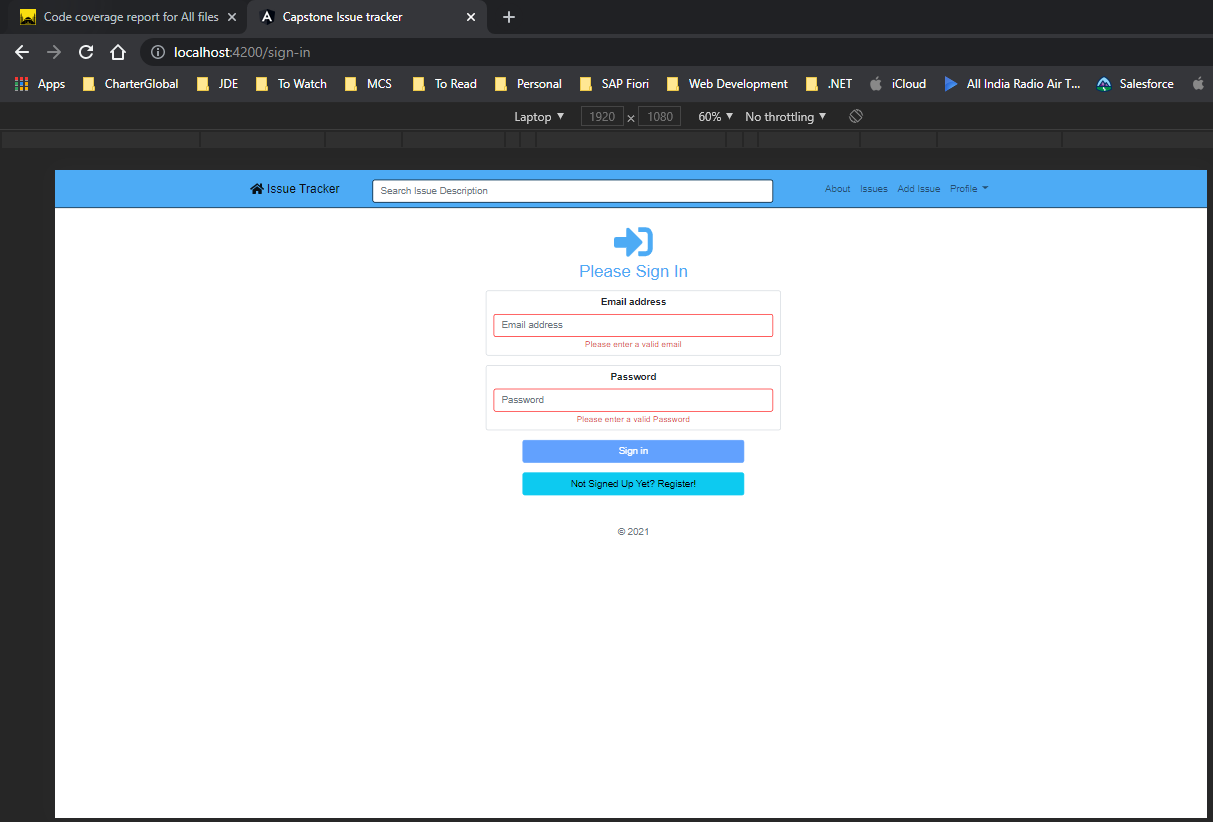 Code coverage report for All files
Capstone Issue tracker
localhost:4200/sign-in
Apps CharterGlobal JDE To Watch MCS To Read Personal SAP Fiori Web Development .NET iCloud All India Radio Air T... Salesforce
Laptop ▼ 1920 × 1080 60% ▼ No throttling ▼
Issue Tracker Search Issue Description About Issues Add Issue Profile
Please Sign In
Email address
Email address
Please enter a valid email
Password
Password
Please enter a valid Password
Sign in
Not Signed Up Yet? Register!
© 2021